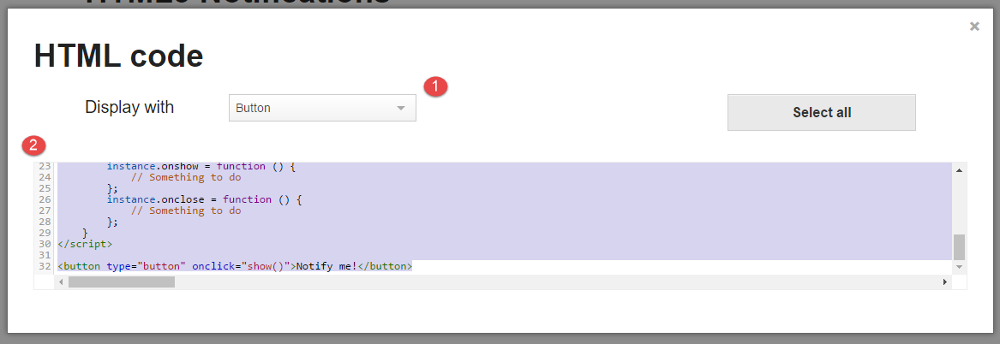 HTML5 Notifications
×
HTML code
1
Display with
Button
Select all
2
23 instance.onshow = function () {
24 // Something to do
25 };
26 instance.onclose = function () {
27 // Something to do
28 };
29 }
30 </script>
31
32 <button type="button" onclick="show()">Notify me!</button>